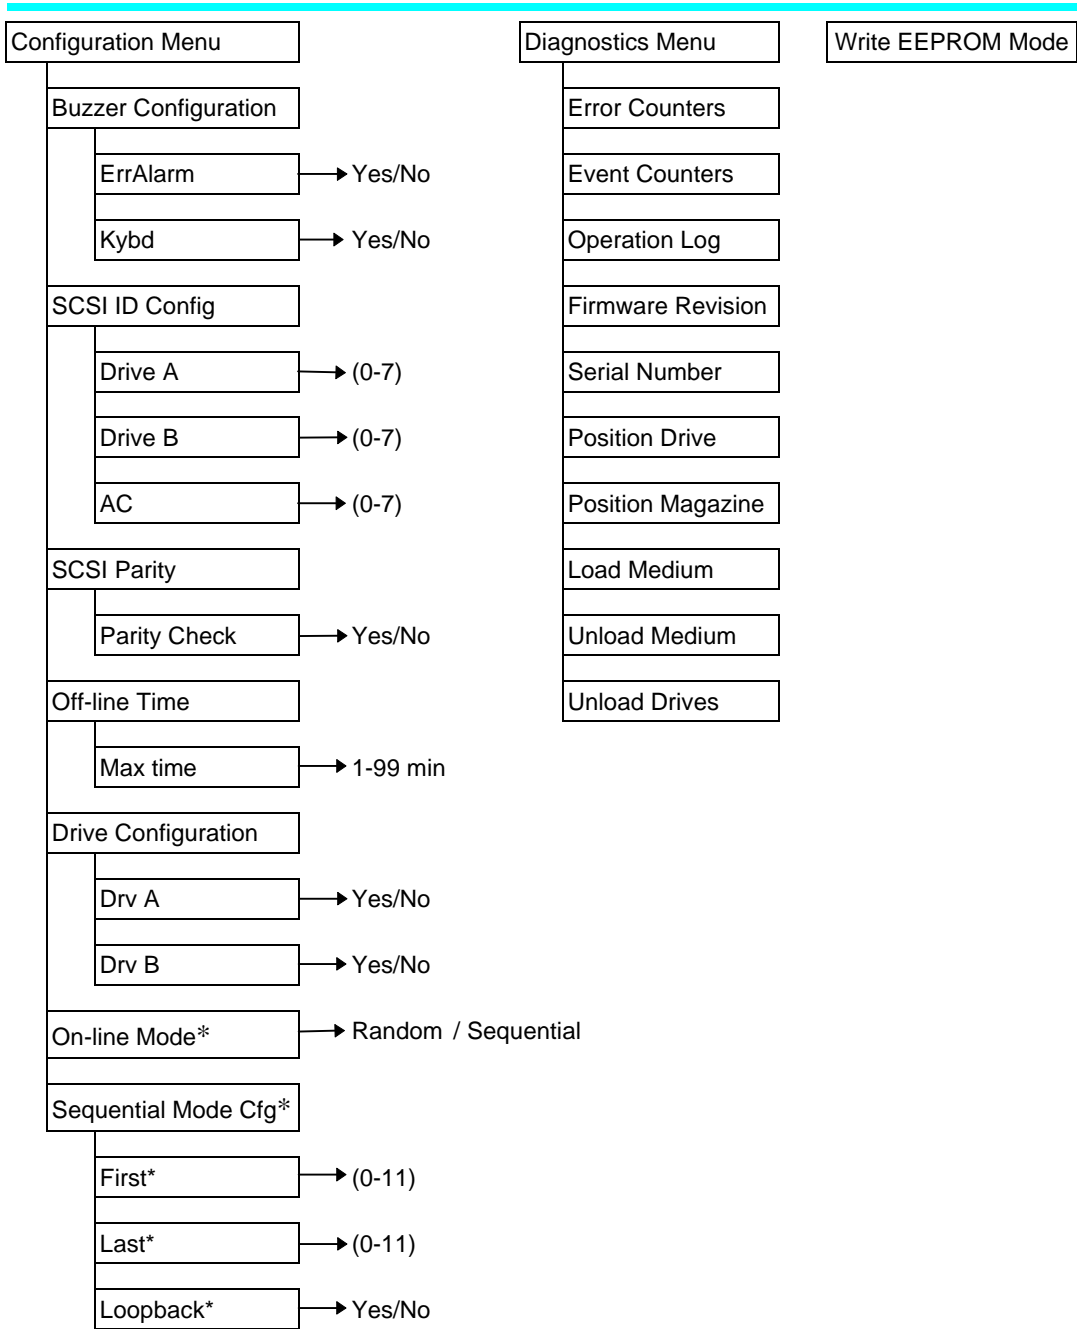 Configuration Menu
Buzzer Configuration
ErrAlarm Yes/No
Kybd Yes/No
SCSI ID Config
Drive A (0-7)
Drive B (0-7)
AC (0-7)
SCSI Parity
Parity Check Yes/No
Off-line Time
Max time 1-99 min
Drive Configuration
Drv A Yes/No
Drv B Yes/No
On-line Mode* Random / Sequential
Sequential Mode Cfg*
First* (0-11)
Last* (0-11)
Loopback* Yes/No
Diagnostics Menu
Error Counters
Event Counters
Operation Log
Firmware Revision
Serial Number
Position Drive
Position Magazine
Load Medium
Unload Medium
Unload Drives
Write EEPROM Mode